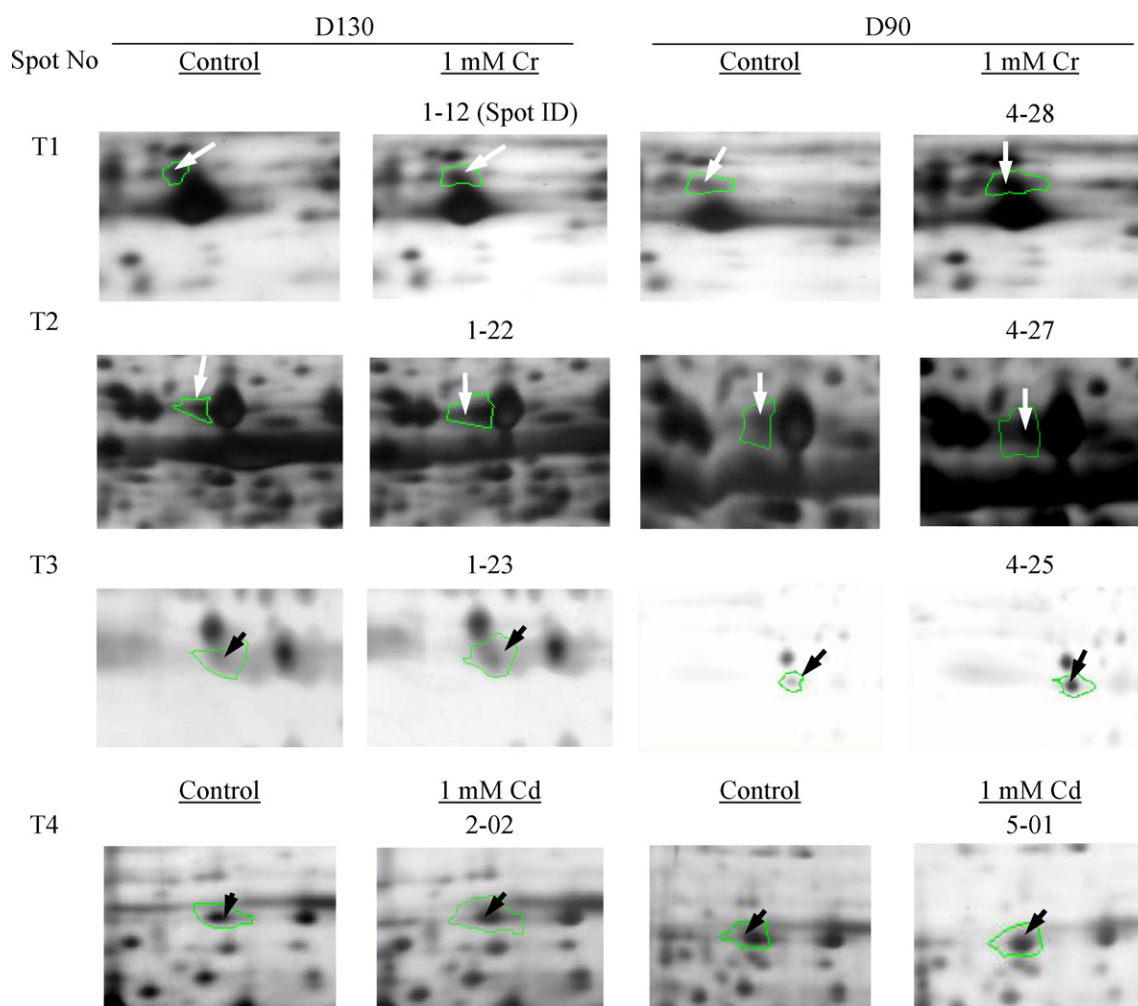 D130 D90
Spot No Control 1 mM Cr Control 1 mM Cr
1-12 (Spot ID) 4-28
T1
T2 1-22 4-27
T3 1-23 4-25
Control 1 mM Cd Control 1 mM Cd
T4 2-02 5-01